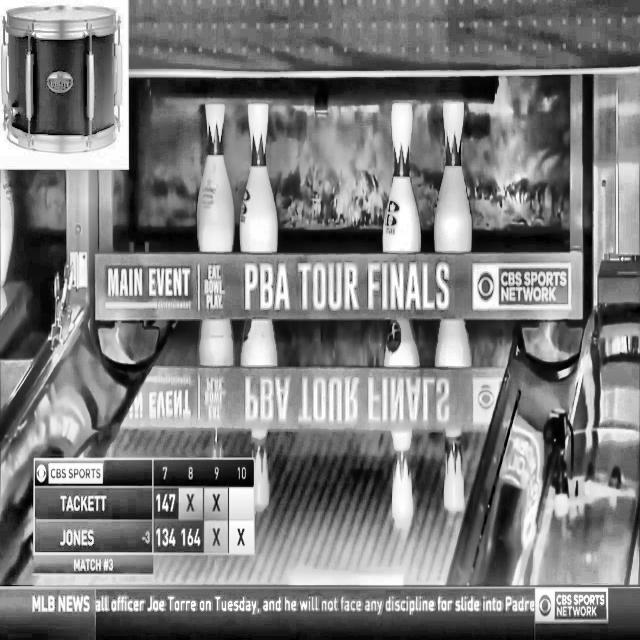 MAIN EVENT
EAT.
BOWL.
PLAY.
PBA TOUR FINALS
CBS SPORTS
NETWORK
CBS SPORTS 7 8 9 10
TACKETT 147 X X
JONES -3 134 164 X X
MATCH #3
MLB NEWS all officer Joe Torre on Tuesday, and he will not face any discipline for slide into Padre
CBS SPORTS
NETWORK